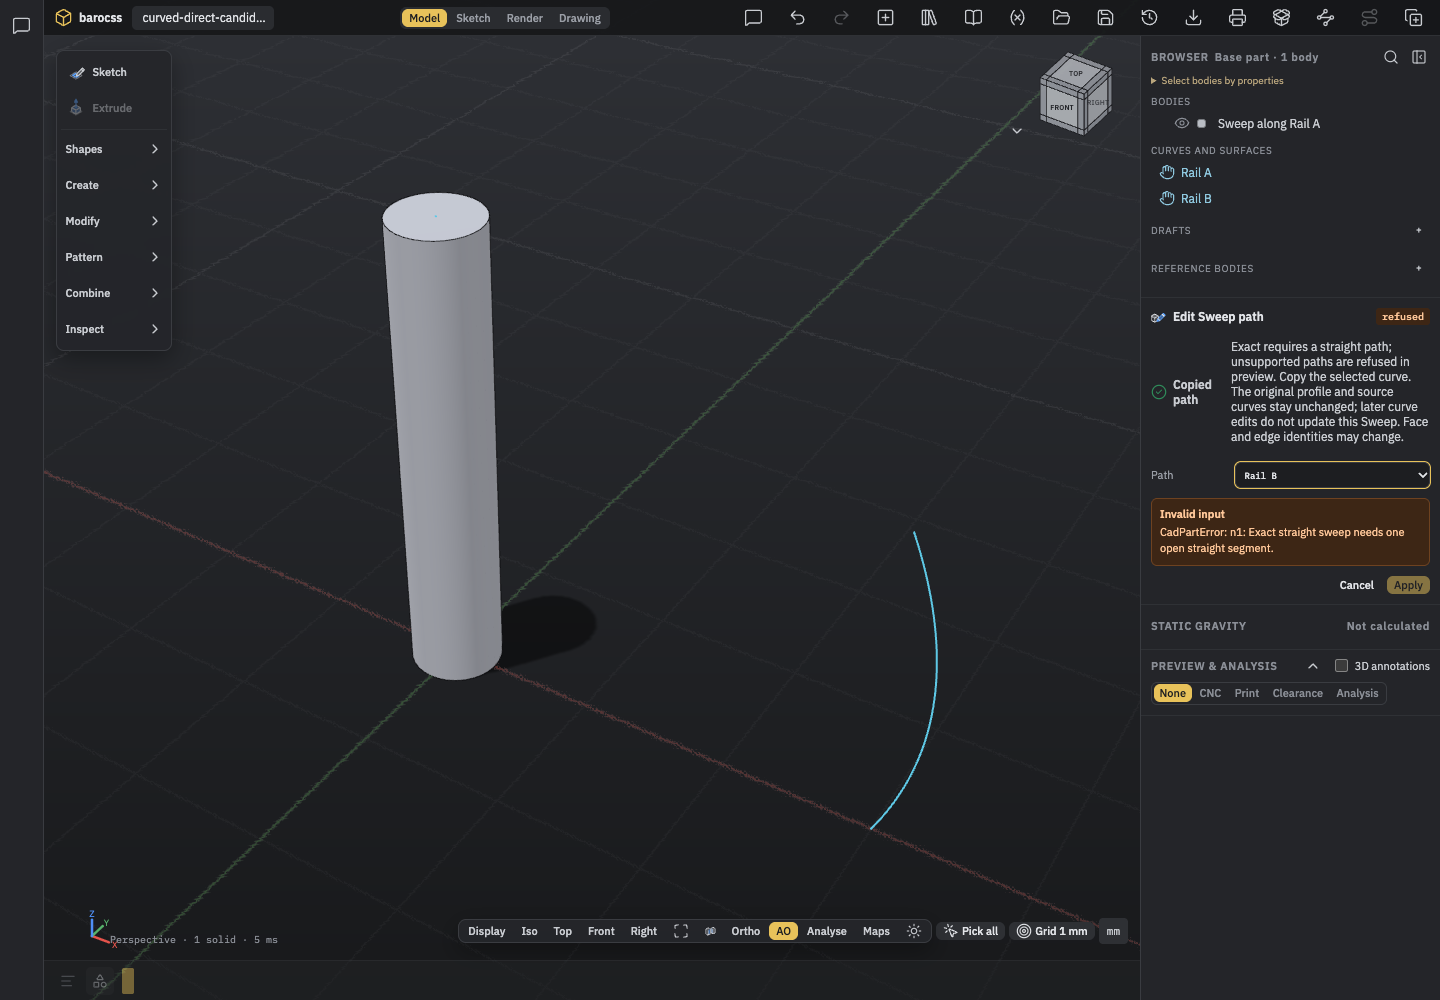 barocss
curved-direct-candid...
Model
Sketch
Render
Drawing
Sketch
Extrude
Shapes
Create
Modify
Pattern
Combine
Inspect
TOP
FRONT
RIGHT
BROWSER Base part · 1 body
Select bodies by properties
BODIES
Sweep along Rail A
CURVES AND SURFACES
Rail A
Rail B
DRAFTS
+
REFERENCE BODIES
+
Edit Sweep path
refused
Copied path
Exact requires a straight path;
unsupported paths are refused in
preview. Copy the selected curve.
The original profile and source
curves stay unchanged; later curve
edits do not update this Sweep. Face
and edge identities may change.
Path
Rail B
Invalid input
CadPartError: n1: Exact straight sweep needs one
open straight segment.
Cancel
Apply
STATIC GRAVITY
Not calculated
PREVIEW & ANALYSIS
3D annotations
None
CNC
Print
Clearance
Analysis
Z
Y
X
Perspective · 1 solid · 5 ms
Display
Iso
Top
Front
Right
Ortho
AO
Analyse
Maps
Pick all
Grid 1 mm
mm